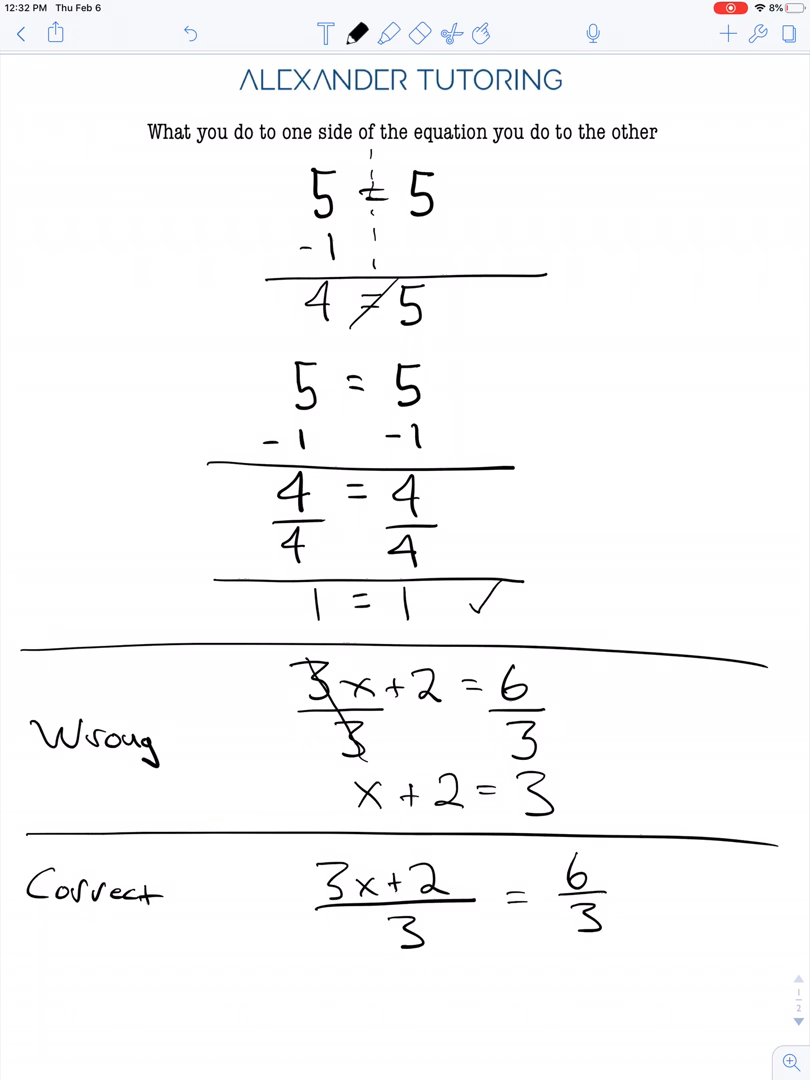 12:32 PM Thu Feb 6 8%
T
ALEXANDER TUTORING
What you do to one side of the equation you do to the other
5 = 5
-1
4 ≠ 5
5 = 5
-1 -1
4/4 = 4/4
1 = 1 ✓
Wrong
3x/3 + 2 = 6/3
x + 2 = 3
Correct
(3x+2)/3 = 6/3
1
2